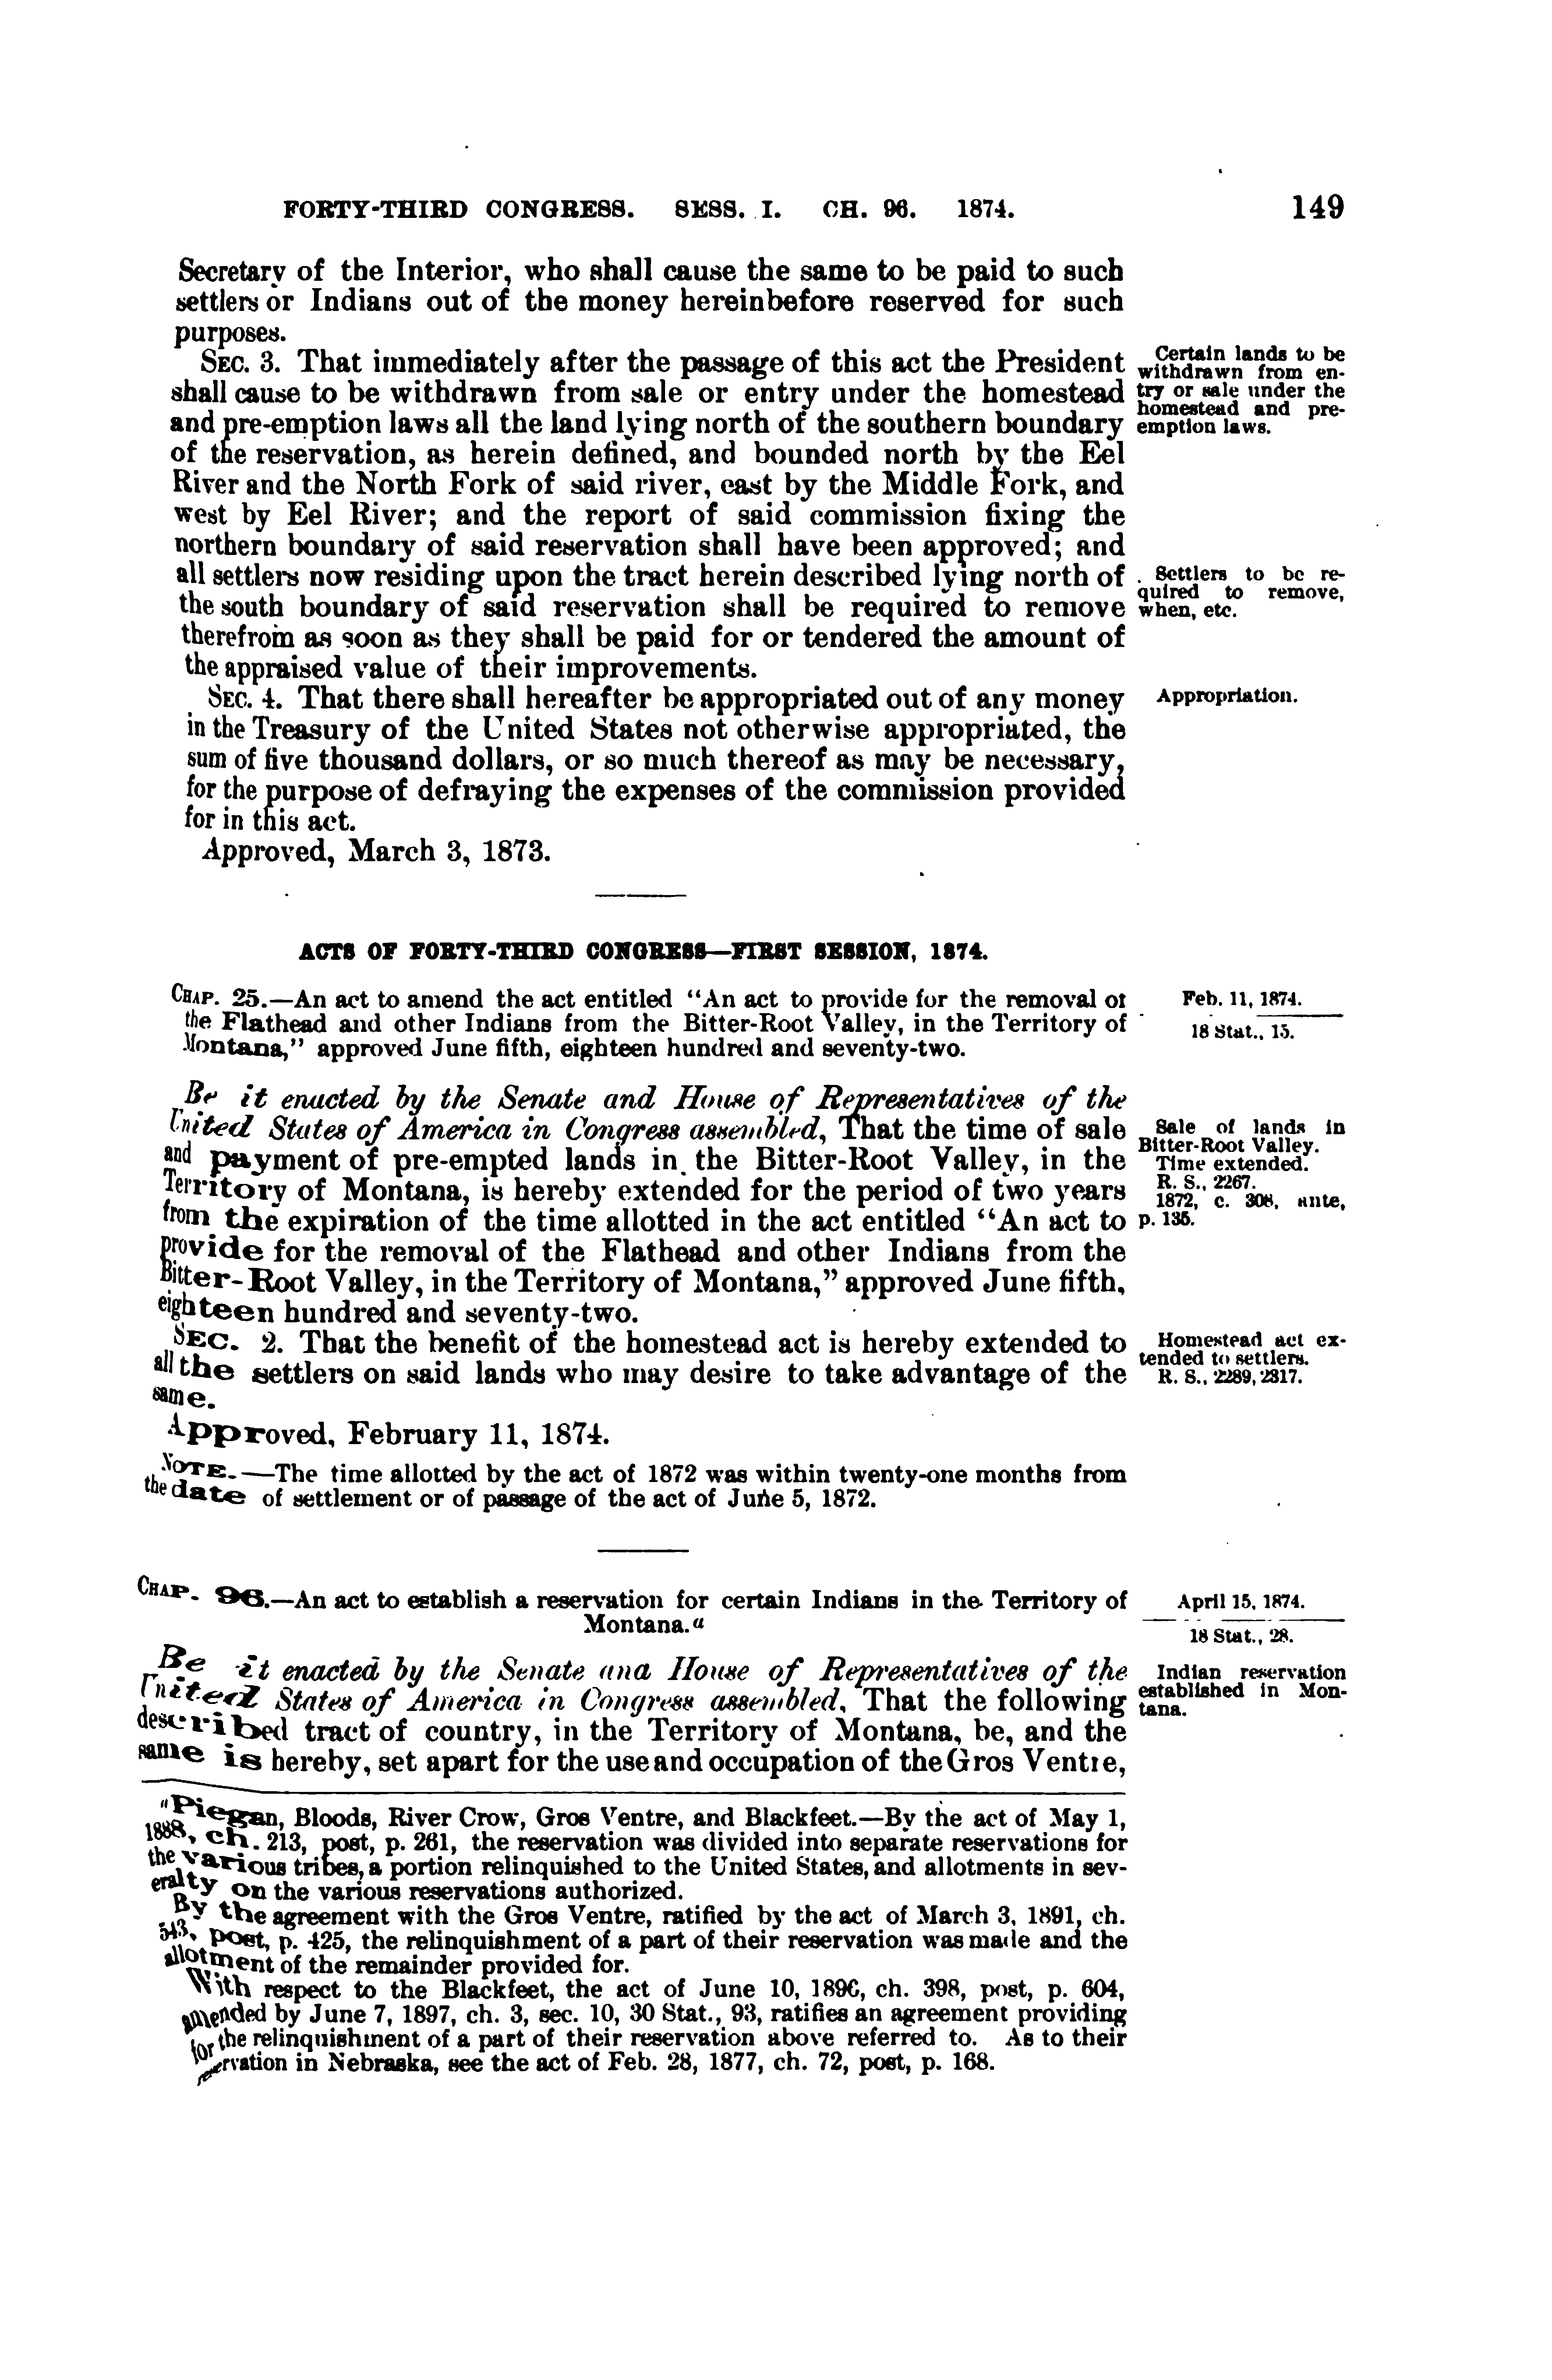 FORTY-THIRD CONGRESS. SESS. I. CH. 96. 1874. 149
Secretary of the Interior, who shall cause the same to be paid to such
settlers or Indians out of the money hereinbefore reserved for such
purposes.
SEC. 3. That immediately after the passage of this act the President
shall cause to be withdrawn from sale or entry under the homestead
and pre-emption laws all the land lying north of the southern boundary
of the reservation, as herein defined, and bounded north by the Eel
River and the North Fork of said river, east by the Middle Fork, and
west by Eel River; and the report of said commission fixing the
northern boundary of said reservation shall have been approved; and
all settlers now residing upon the tract herein described lying north of
the south boundary of said reservation shall be required to remove
therefrom as soon as they shall be paid for or tendered the amount of
the appraised value of their improvements.
SEC. 4. That there shall hereafter be appropriated out of any money
in the Treasury of the United States not otherwise appropriated, the
sum of five thousand dollars, or so much thereof as may be necessary,
for the purpose of defraying the expenses of the commission provided
for in this act.
Approved, March 3, 1873.
Certain lands to be
withdrawn from en-
try or sale under the
homestead and pre-
emption laws.
Settlers to be re-
quired to remove,
when, etc.
Appropriation.
ACTS OF FORTY-THIRD CONGRESS—FIRST SESSION, 1874.
CHAP. 25.—An act to amend the act entitled "An act to provide for the removal of
the Flathead and other Indians from the Bitter-Root Valley, in the Territory of
Montana," approved June fifth, eighteen hundred and seventy-two.
Feb. 11, 1874.
18 Stat., 15.
Be it enacted by the Senate and House of Representatives of the
United States of America in Congress assembled, That the time of sale
and payment of pre-empted lands in the Bitter-Root Valley, in the
Territory of Montana, is hereby extended for the period of two years
from the expiration of the time allotted in the act entitled "An act to
provide for the removal of the Flathead and other Indians from the
Bitter-Root Valley, in the Territory of Montana," approved June fifth,
eighteen hundred and seventy-two.
SEC. 2. That the benefit of the homestead act is hereby extended to
all the settlers on said lands who may desire to take advantage of the
same.
Approved, February 11, 1874.
Sale of lands in
Bitter-Root Valley.
Time extended.
R. S., 2267.
1872, c. 308, ante,
p. 135.
Homestead act ex-
tended to settlers.
R. S., 2289, 2317.
NOTE.—The time allotted by the act of 1872 was within twenty-one months from
the date of settlement or of passage of the act of June 5, 1872.
CHAP. 96.—An act to establish a reservation for certain Indians in the Territory of
Montana.a
April 15, 1874.
18 Stat., 28.
Be it enacted by the Senate and House of Representatives of the
United States of America in Congress assembled, That the following
described tract of country, in the Territory of Montana, be, and the
same is hereby, set apart for the use and occupation of the Gros Ventre,
Indian reservation
established in Mon-
tana.
a Piegan, Bloods, River Crow, Gros Ventre, and Blackfeet.—By the act of May 1,
1888, ch. 213, post, p. 261, the reservation was divided into separate reservations for
the various tribes, a portion relinquished to the United States, and allotments in sev-
eralty on the various reservations authorized.
By the agreement with the Gros Ventre, ratified by the act of March 3, 1891, ch.
543, post, p. 425, the relinquishment of a part of their reservation was made and the
allotment of the remainder provided for.
With respect to the Blackfeet, the act of June 10, 1896, ch. 398, post, p. 604,
amended by June 7, 1897, ch. 3, sec. 10, 30 Stat., 93, ratifies an agreement providing
for the relinquishment of a part of their reservation above referred to. As to their
reservation in Nebraska, see the act of Feb. 28, 1877, ch. 72, post, p. 168.